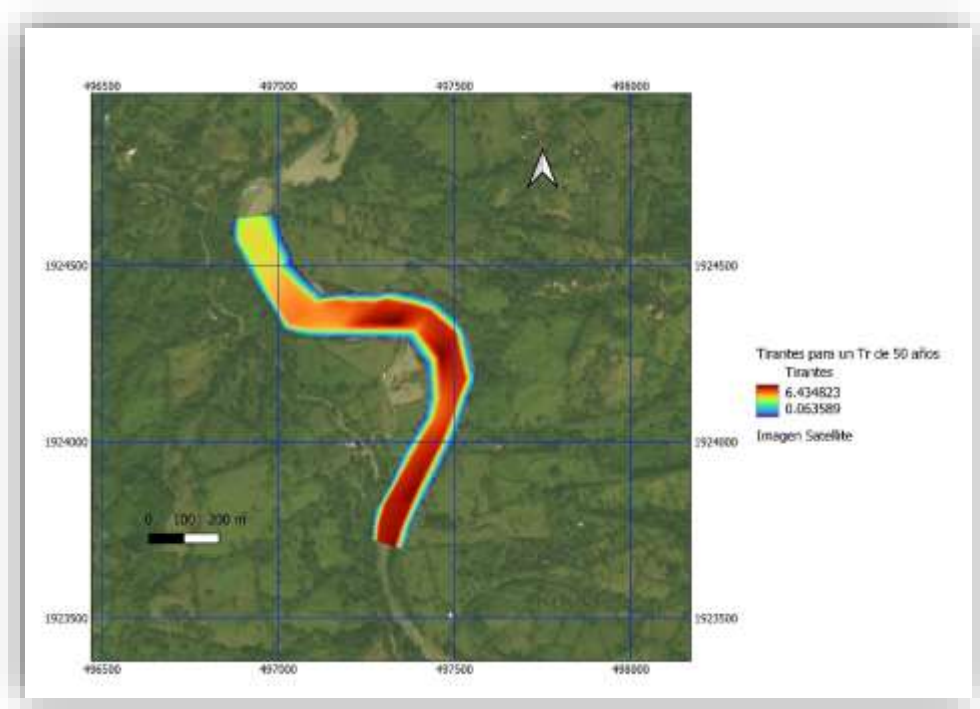 496500 497000 497500 498000
1924500 1924500
Tirantes para un Tr de 50 años
Tirantes
6.434823
0.063589
Imagen Satellite
1924000 1924000
0 100 200 m
1923500 1923500
496500 497000 497500 498000